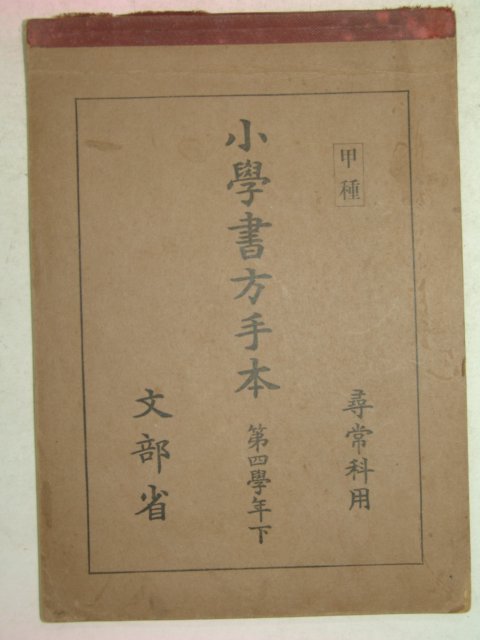 甲種
尋常科用
小學書方手本
第四學年下
文部省